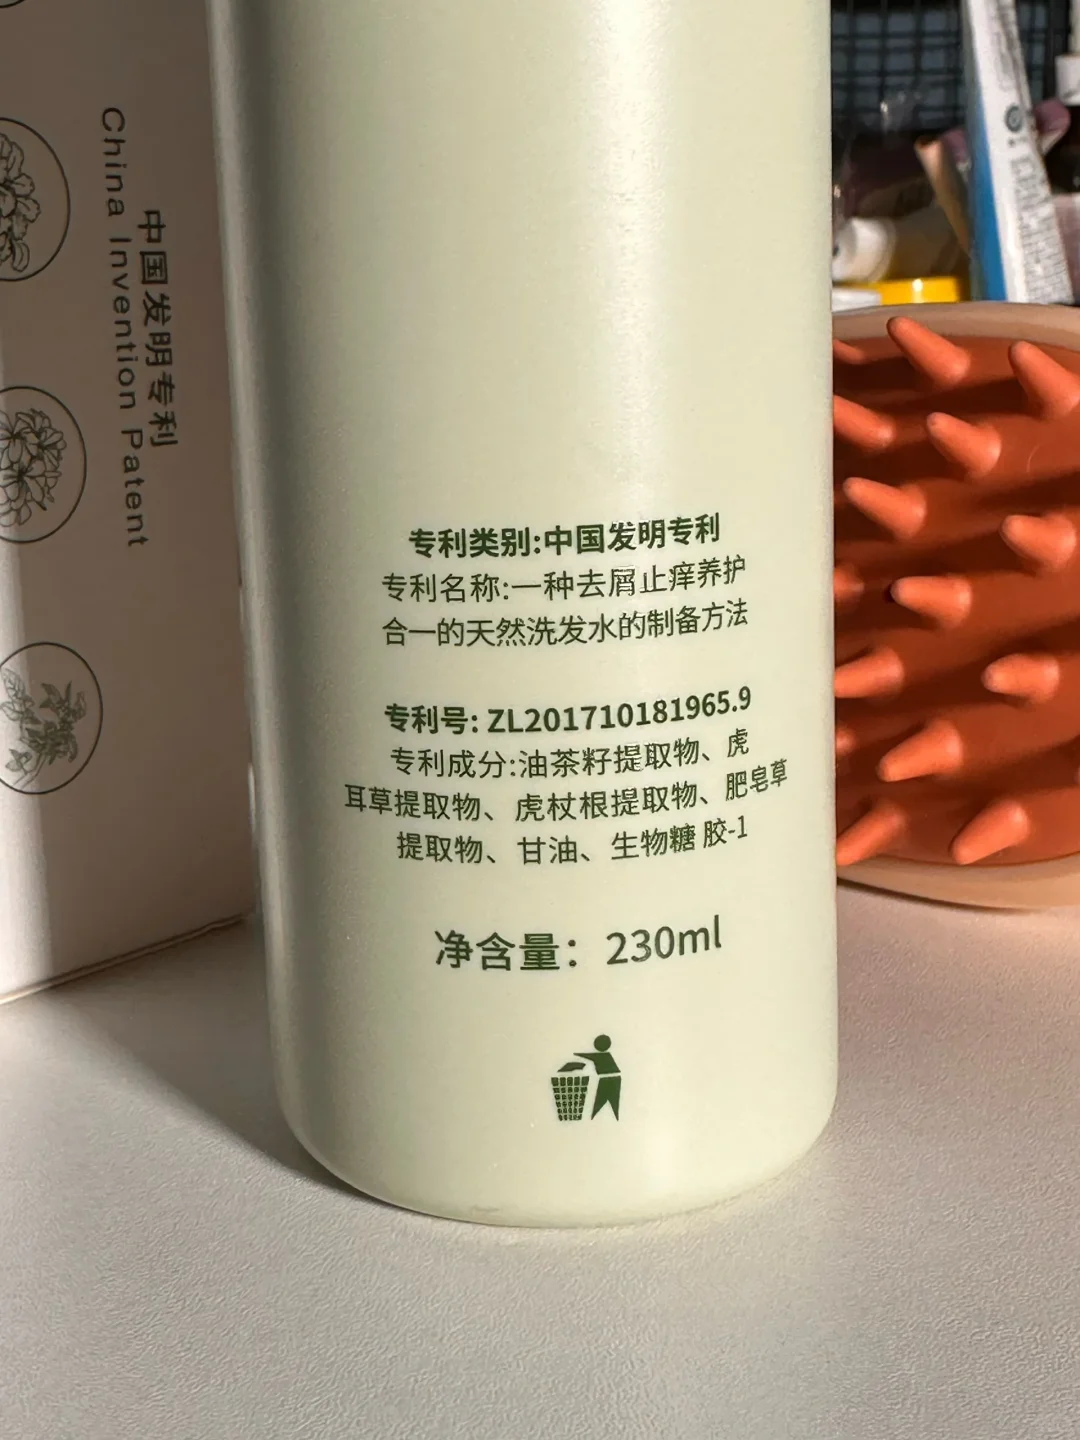 中国发明专利
China Invention Patent
专利类别:中国发明专利
专利名称:一种去屑止痒养护
合一的天然洗发水的制备方法
专利号: ZL201710181965.9
专利成分:油茶籽提取物、虎
耳草提取物、虎杖根提取物、肥皂草
提取物、甘油、生物糖 胶-1
净含量：230ml